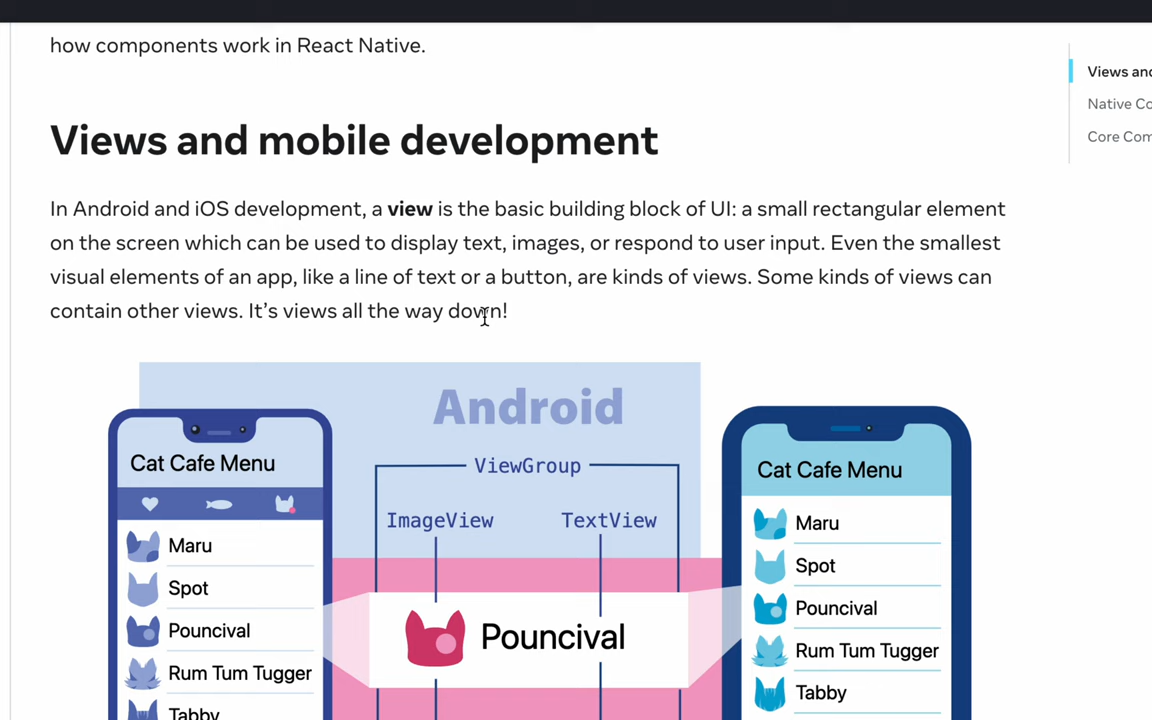 how components work in React Native.
Views and mobile development
In Android and iOS development, a view is the basic building block of UI: a small rectangular element
on the screen which can be used to display text, images, or respond to user input. Even the smallest
visual elements of an app, like a line of text or a button, are kinds of views. Some kinds of views can
contain other views. It’s views all the way down!
Views and
Native Co
Core Com
Android
ViewGroup
ImageView TextView
Pouncival
Cat Cafe Menu
Maru
Spot
Pouncival
Rum Tum Tugger
Tabby
Cat Cafe Menu
Maru
Spot
Pouncival
Rum Tum Tugger
Tabby